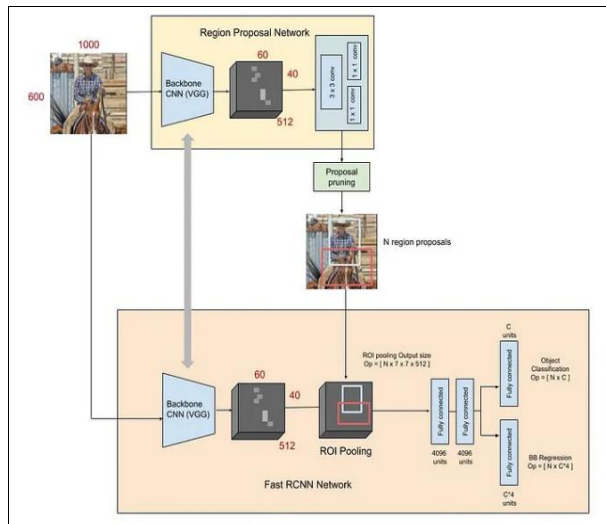 Region Proposal Network
1000
600
Backbone
CNN (VGG)
60
40
512
3 x 3 conv
1 x 1 conv
1 x 1 conv
Proposal
pruning
N region proposals
Backbone
CNN (VGG)
60
40
512
ROI Pooling
ROI pooling Output size
Op = [ N x 7 x 7 x 512 ]
Fully connected
4096
units
Fully connected
4096
units
C
units
Fully connected
Object
Classification
Op = [ N x C ]
Fully connected
C*4
units
BB Regression
Op = [ N x C*4 ]
Fast RCNN Network